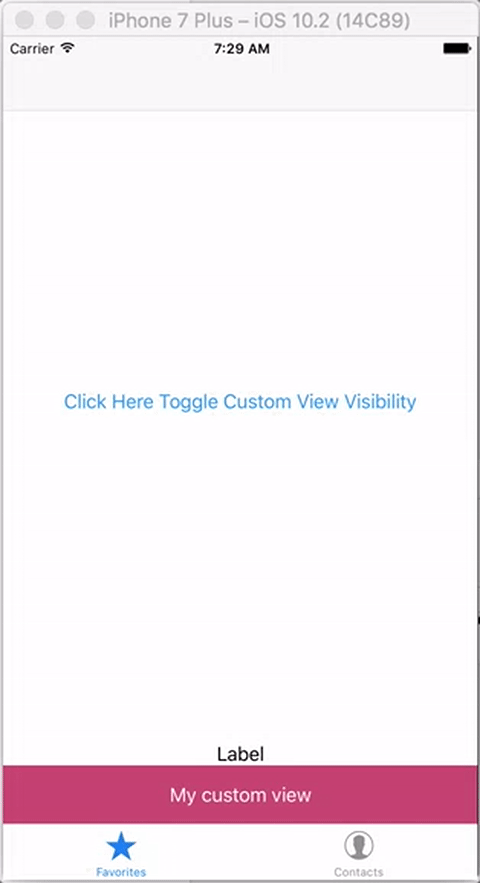 iPhone 7 Plus – iOS 10.2 (14C89)
Carrier 7:29 AM
Click Here Toggle Custom View Visibility
Label
My custom view
Favorites Contacts